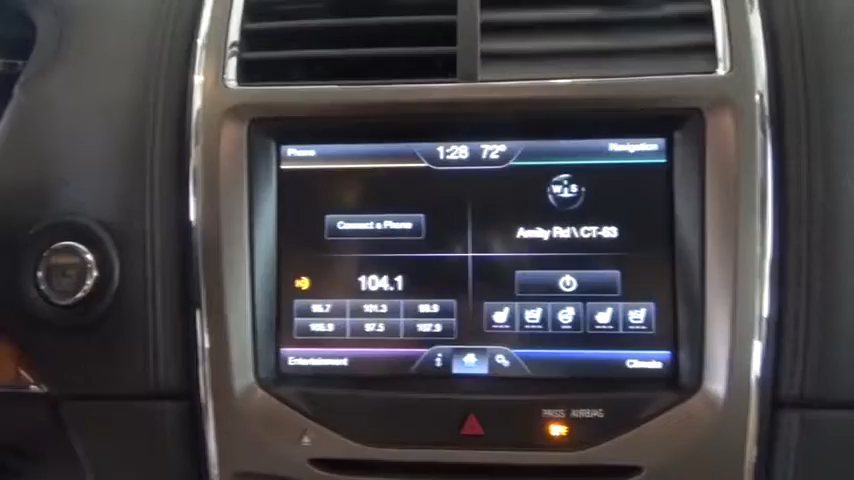 Phone 1:28 72° Navigation
W S
Connect a Phone
Amity Rd \ CT-63
104.1
95.7 101.3 99.9
105.9 97.5 107.9
Entertainment
i
Climate
PASS AIRBAG
OFF